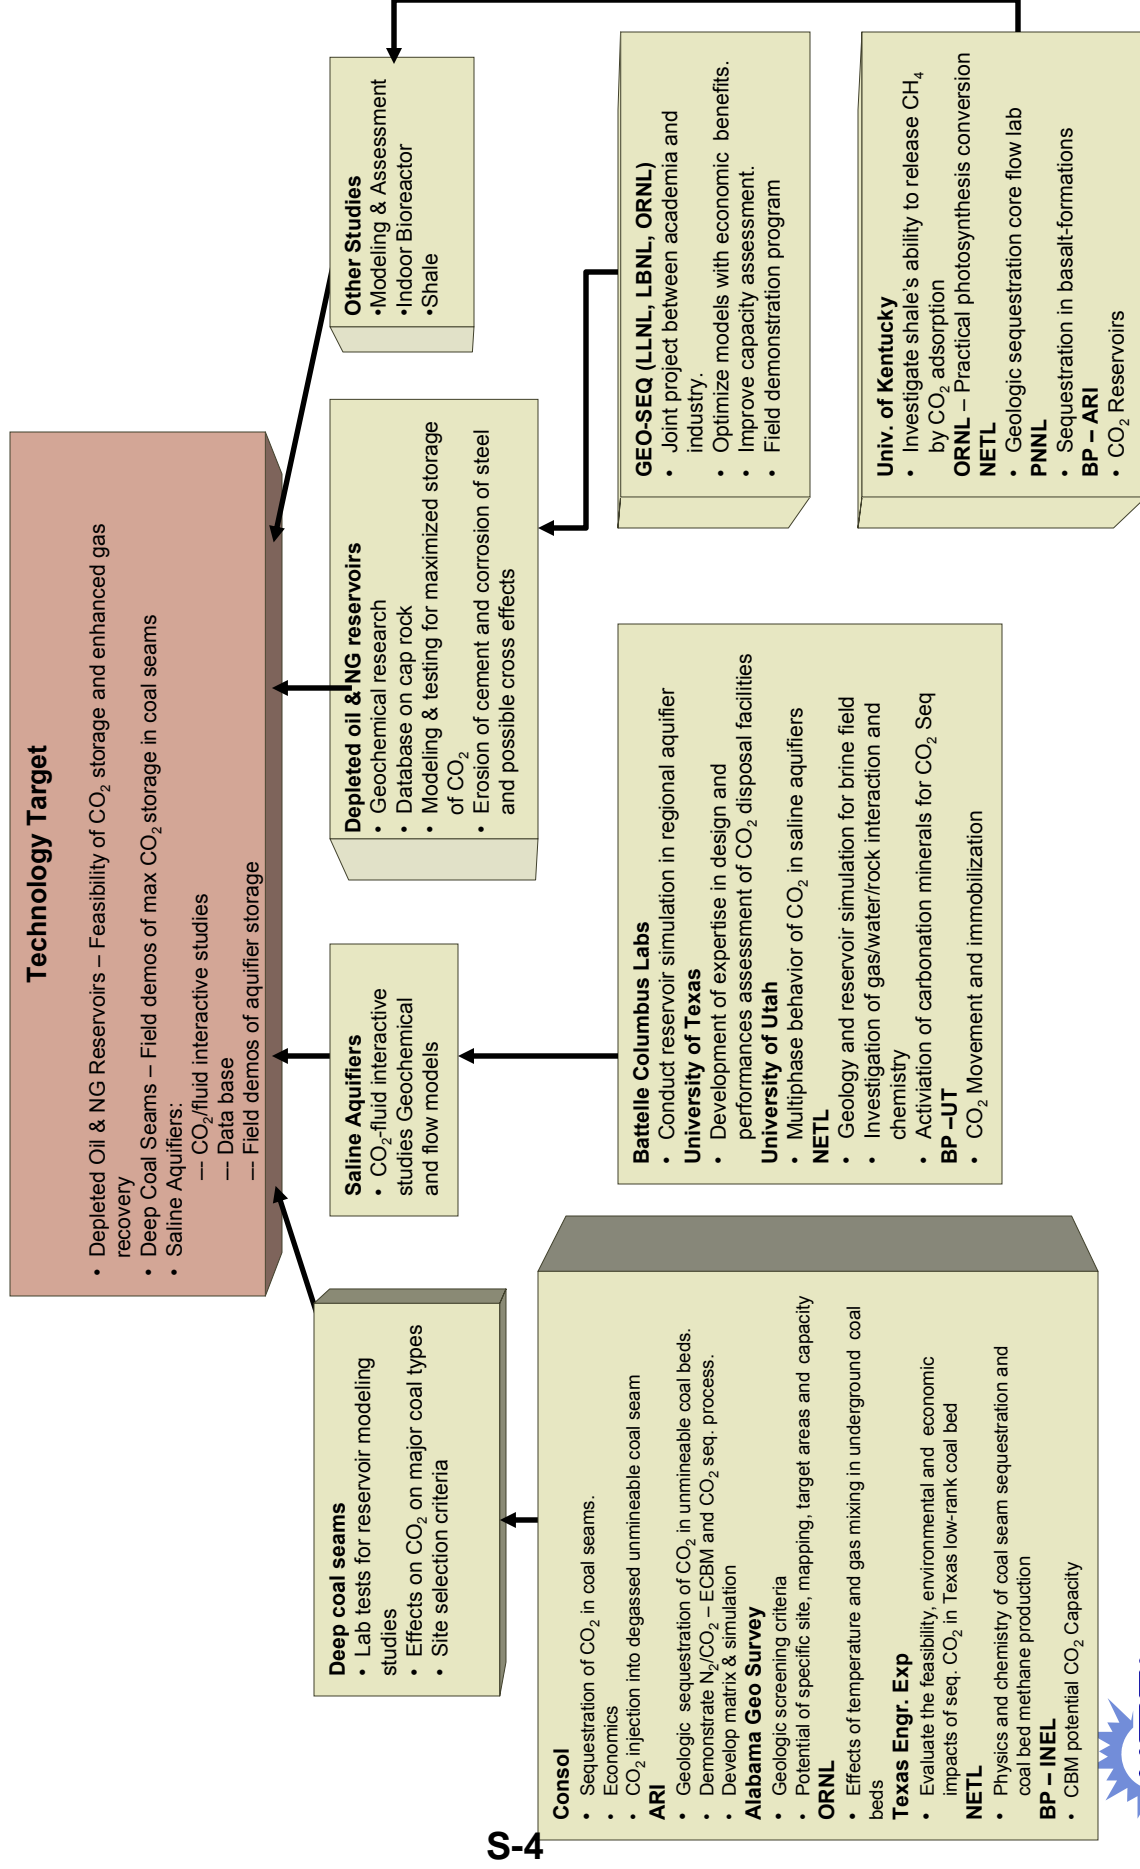 Technology Target
• Depleted Oil & NG Reservoirs – Feasibility of CO₂ storage and enhanced gas
recovery
• Deep Coal Seams – Field demos of max CO₂ storage in coal seams
• Saline Aquifiers:
–- CO₂/fluid interactive studies
–- Data base
–- Field demos of aquifier storage
Deep coal seams
• Lab tests for reservoir modeling
studies
• Effects on CO₂ on major coal types
• Site selection criteria
Saline Aquifiers
• CO₂-fluid interactive
studies Geochemical
and flow models
Depleted oil & NG reservoirs
• Geochemical research
• Database on cap rock
• Modeling & testing for maximized storage
of CO₂
• Erosion of cement and corrosion of steel
and possible cross effects
Other Studies
•Modeling & Assessment
•Indoor Bioreactor
•Shale
Consol
• Sequestration of CO₂ in coal seams.
• Economics
• CO₂ injection into degassed unmineable coal seam
ARI
• Geologic sequestration of CO₂ in unmineable coal beds.
• Demonstrate N₂/CO₂ – ECBM and CO₂ seq. process.
• Develop matrix & simulation
Alabama Geo Survey
• Geologic screening criteria
• Potential of specific site, mapping, target areas and capacity
ORNL
• Effects of temperature and gas mixing in underground coal
beds
Texas Engr. Exp
• Evaluate the feasibility, environmental and economic
impacts of seq. CO₂ in Texas low-rank coal bed
NETL
• Physics and chemistry of coal seam sequestration and
coal bed methane production
BP – INEL
• CBM potential CO₂ Capacity
Battelle Columbus Labs
• Conduct reservoir simulation in regional aquifier
University of Texas
• Development of expertise in design and
performances assessment of CO₂ disposal facilities
University of Utah
• Multiphase behavior of CO₂ in saline aquifiers
NETL
• Geology and reservoir simulation for brine field
• Investigation of gas/water/rock interaction and
chemistry
• Activiation of carbonation minerals for CO₂ Seq
BP –UT
• CO₂ Movement and immobilization
GEO-SEQ (LLNL, LBNL, ORNL)
• Joint project between academia and
industry.
• Optimize models with economic benefits.
• Improve capacity assessment.
• Field demonstration program
Univ. of Kentucky
• Investigate shale's ability to release CH₄
by CO₂ adsorption
ORNL – Practical photosynthesis conversion
NETL
• Geologic sequestration core flow lab
PNNL
• Sequestration in basalt-formations
BP – ARI
• CO₂ Reservoirs
S-4